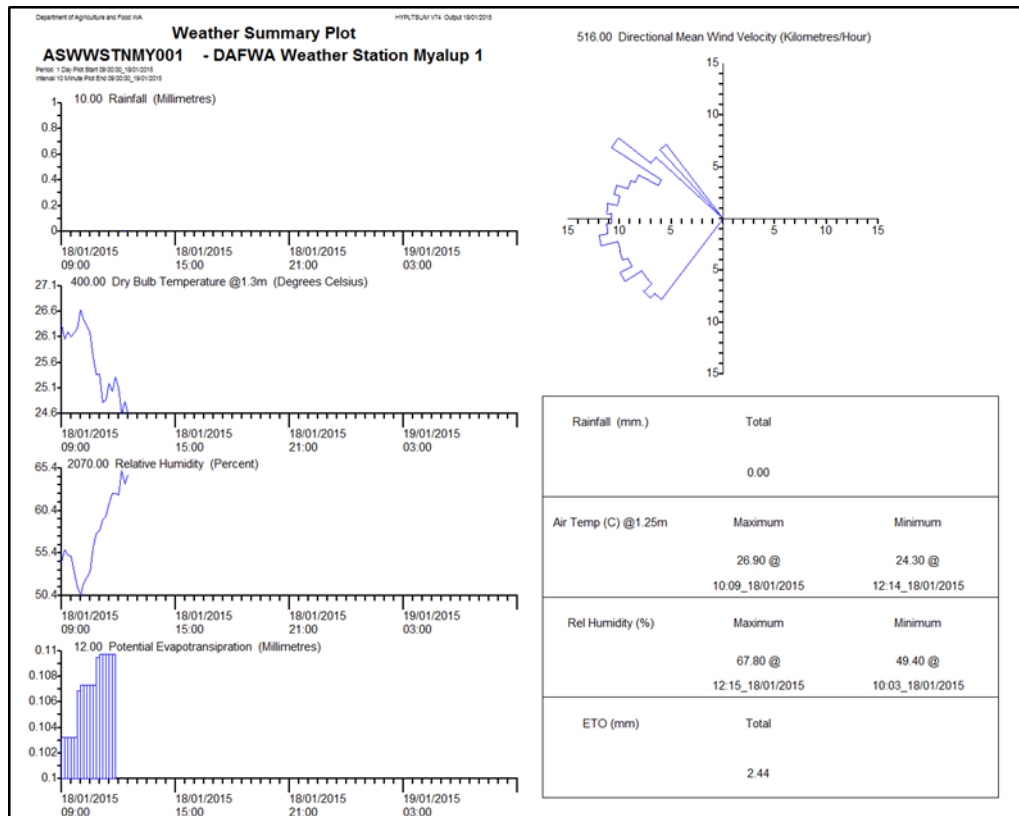 Department of Agriculture and Food WA
HYPLTSUM V74 Output 18/01/2015
Weather Summary Plot
ASWWSTNMY001 - DAFWA Weather Station Myalup 1
Period 1 Day Plot Start 09:00:00_18/01/2015
Interval 10 Minute Plot End 09:00:00_19/01/2015
10.00 Rainfall (Millimetres)
1
0.8
0.6
0.4
0.2
0
18/01/2015 18/01/2015 18/01/2015 19/01/2015
09:00 15:00 21:00 03:00
400.00 Dry Bulb Temperature @1.3m (Degrees Celsius)
27.1
26.6
26.1
25.6
25.1
24.6
18/01/2015 18/01/2015 18/01/2015 19/01/2015
09:00 15:00 21:00 03:00
2070.00 Relative Humidity (Percent)
65.4
60.4
55.4
50.4
18/01/2015 18/01/2015 18/01/2015 19/01/2015
09:00 15:00 21:00 03:00
12.00 Potential Evapotransipration (Millimetres)
0.11
0.108
0.106
0.104
0.102
0.1
18/01/2015 18/01/2015 18/01/2015 19/01/2015
09:00 15:00 21:00 03:00
516.00 Directional Mean Wind Velocity (Kilometres/Hour)
15
10
5
15 10 5 5 10 15
5
10
15
Rainfall (mm.) Total
0.00
Air Temp (C) @1.25m Maximum Minimum
26.90 @ 24.30 @
10:09_18/01/2015 12:14_18/01/2015
Rel Humidity (%) Maximum Minimum
67.80 @ 49.40 @
12:15_18/01/2015 10:03_18/01/2015
ETO (mm) Total
2.44